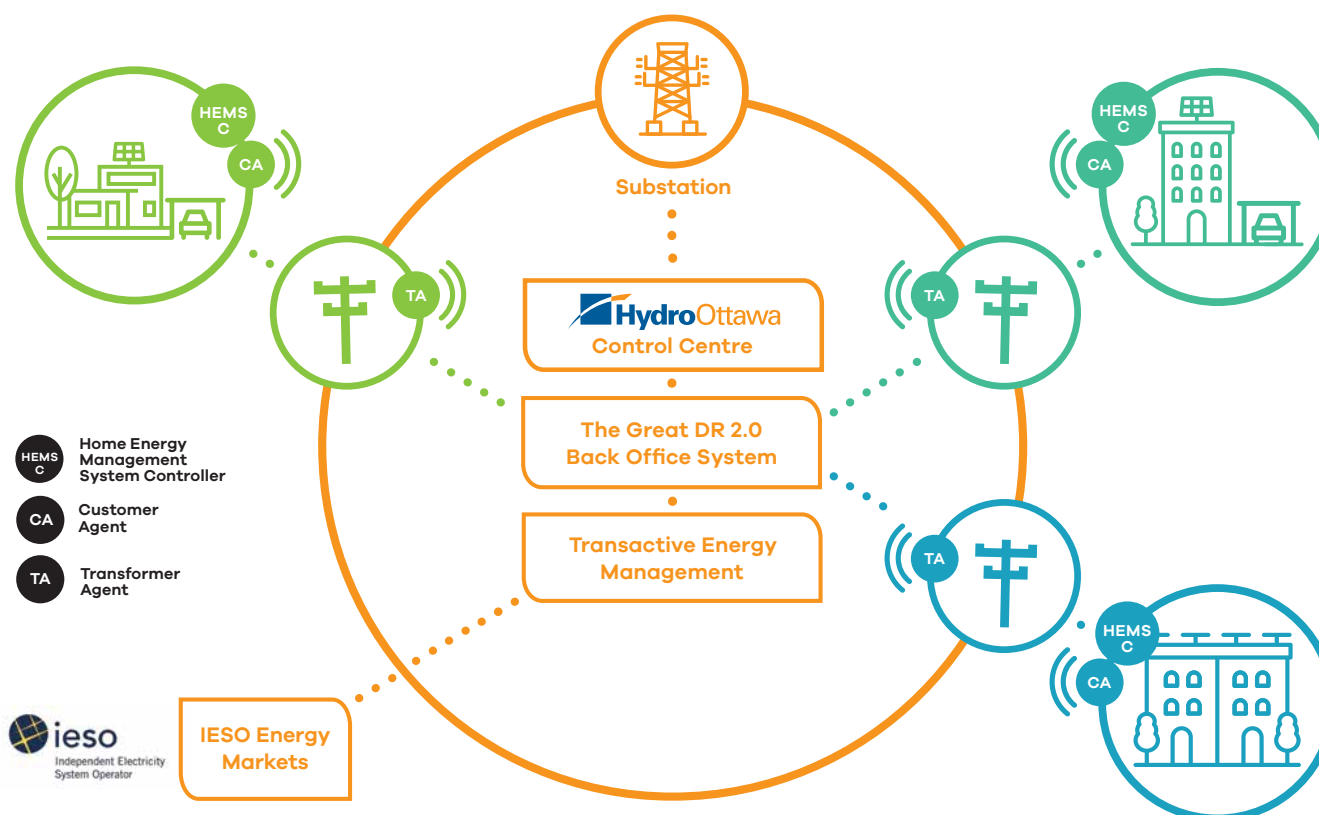 HEMS
C
CA
TA
Substation
HydroOttawa
Control Centre
The Great DR 2.0
Back Office System
Transactive Energy
Management
HEMS
C
CA
TA
TA
HEMS
C
CA
HEMS
C
Home Energy
Management
System Controller
CA
Customer
Agent
TA
Transformer
Agent
ieso
Independent Electricity
System Operator
IESO Energy
Markets